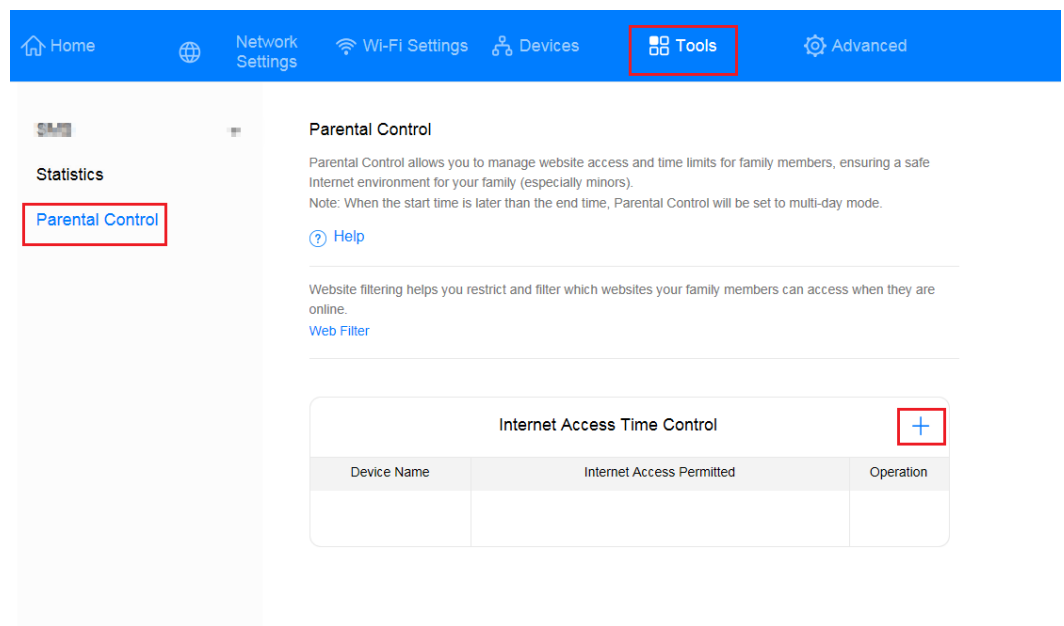 Home
Network
Settings
Wi-Fi Settings
Devices
Tools
Advanced
Statistics
Parental Control
Parental Control
Parental Control allows you to manage website access and time limits for family members, ensuring a safe
Internet environment for your family (especially minors).
Note: When the start time is later than the end time, Parental Control will be set to multi-day mode.
? Help
Website filtering helps you restrict and filter which websites your family members can access when they are
online.
Web Filter
Internet Access Time Control
Device Name
Internet Access Permitted
Operation